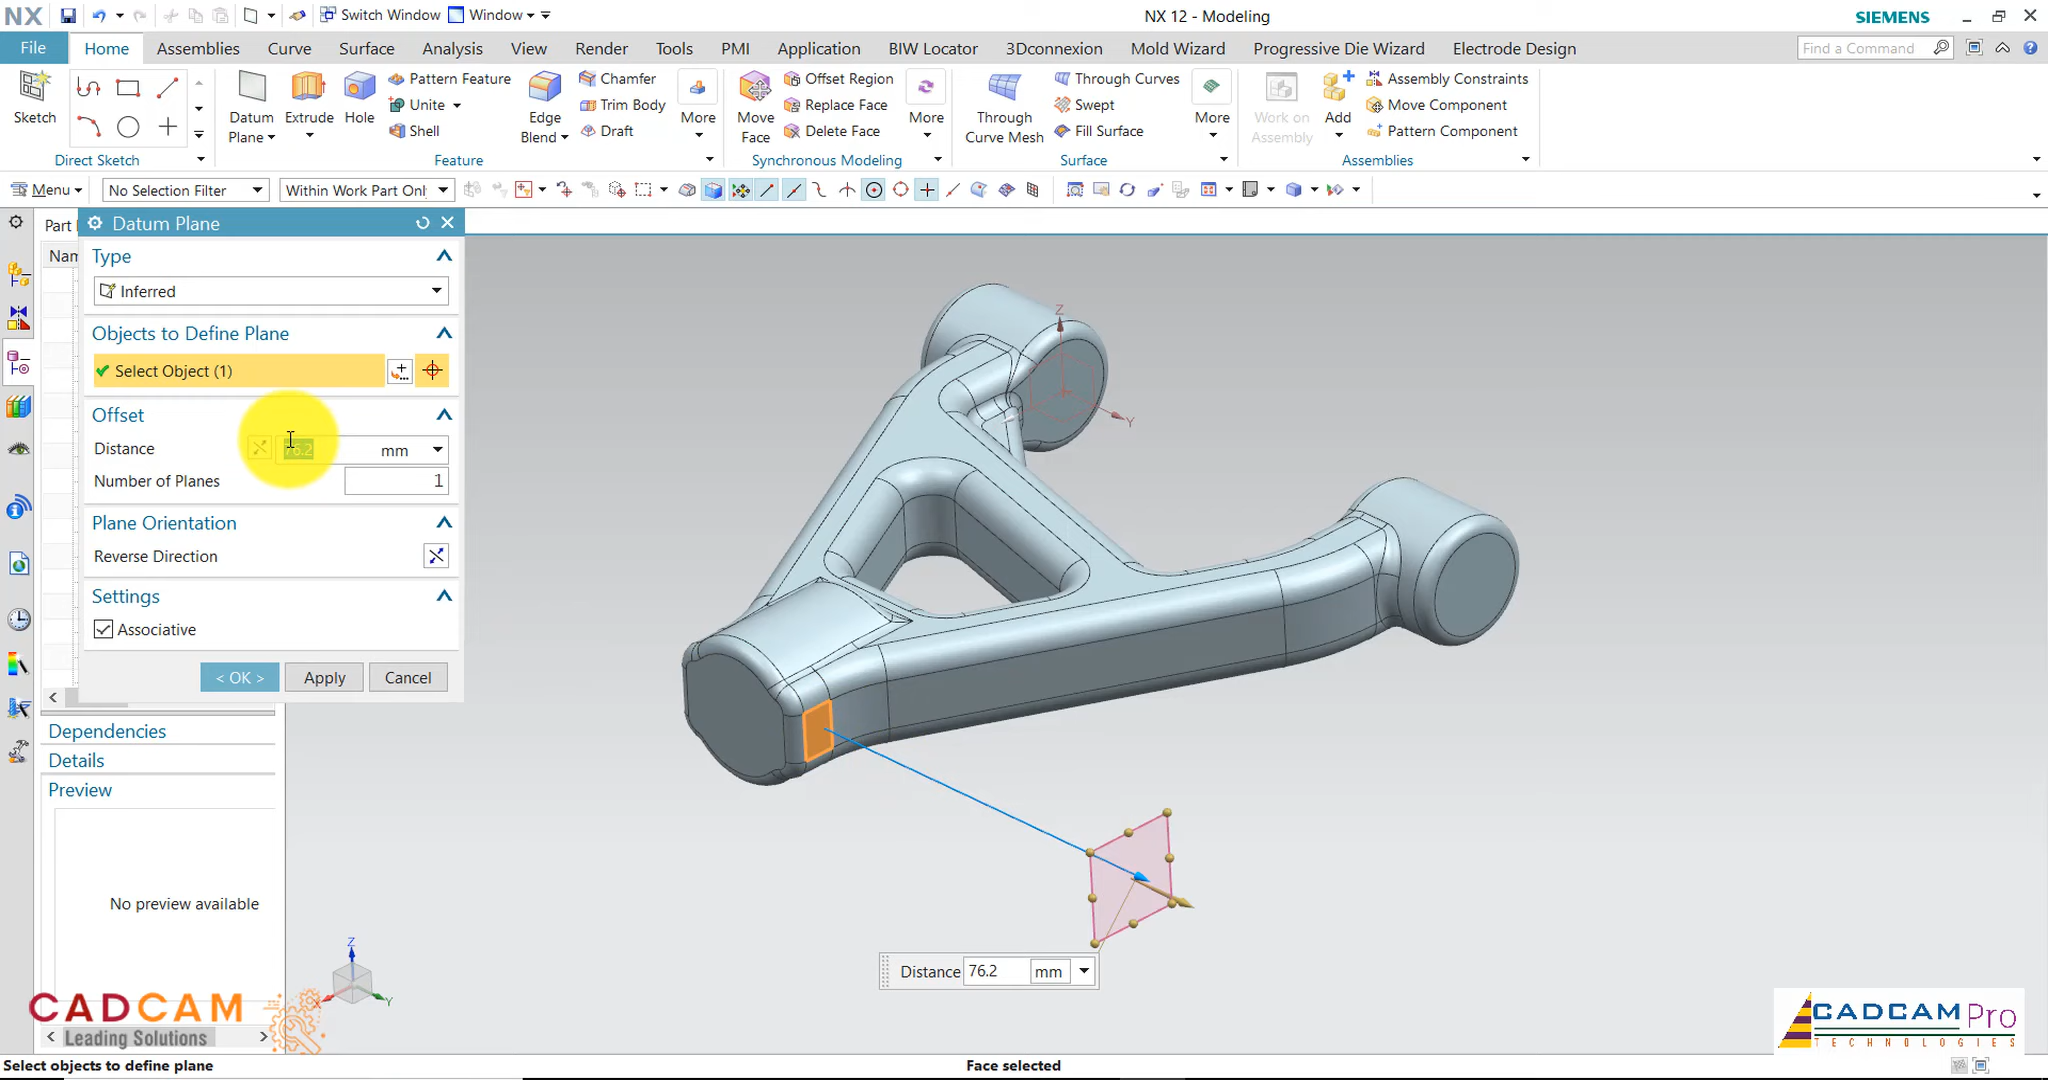 NX
Switch Window
Window
NX 12 - Modeling
SIEMENS
File
Home
Assemblies
Curve
Surface
Analysis
View
Render
Tools
PMI
Application
BIW Locator
3Dconnexion
Mold Wizard
Progressive Die Wizard
Electrode Design
Find a Command
Sketch
Direct Sketch
Datum
Plane
Extrude
Hole
Pattern Feature
Unite
Shell
Edge
Blend
Chamfer
Trim Body
Draft
More
Feature
Move
Face
Offset Region
Replace Face
Delete Face
More
Synchronous Modeling
Through
Curve Mesh
Through Curves
Swept
Fill Surface
More
Surface
Work on
Assembly
Add
Assembly Constraints
Move Component
Pattern Component
Assemblies
Menu
No Selection Filter
Within Work Part Onl
Part
Nam
Datum Plane
Type
Inferred
Objects to Define Plane
Select Object (1)
Offset
Distance
76.2
mm
Number of Planes
1
Plane Orientation
Reverse Direction
Settings
Associative
< OK >
Apply
Cancel
Dependencies
Details
Preview
No preview available
Z
Y
Distance 76.2 mm
Z
X
Y
CADCAM
Leading Solutions
CADCAM Pro
TECHNOLOGIES
Select objects to define plane
Face selected